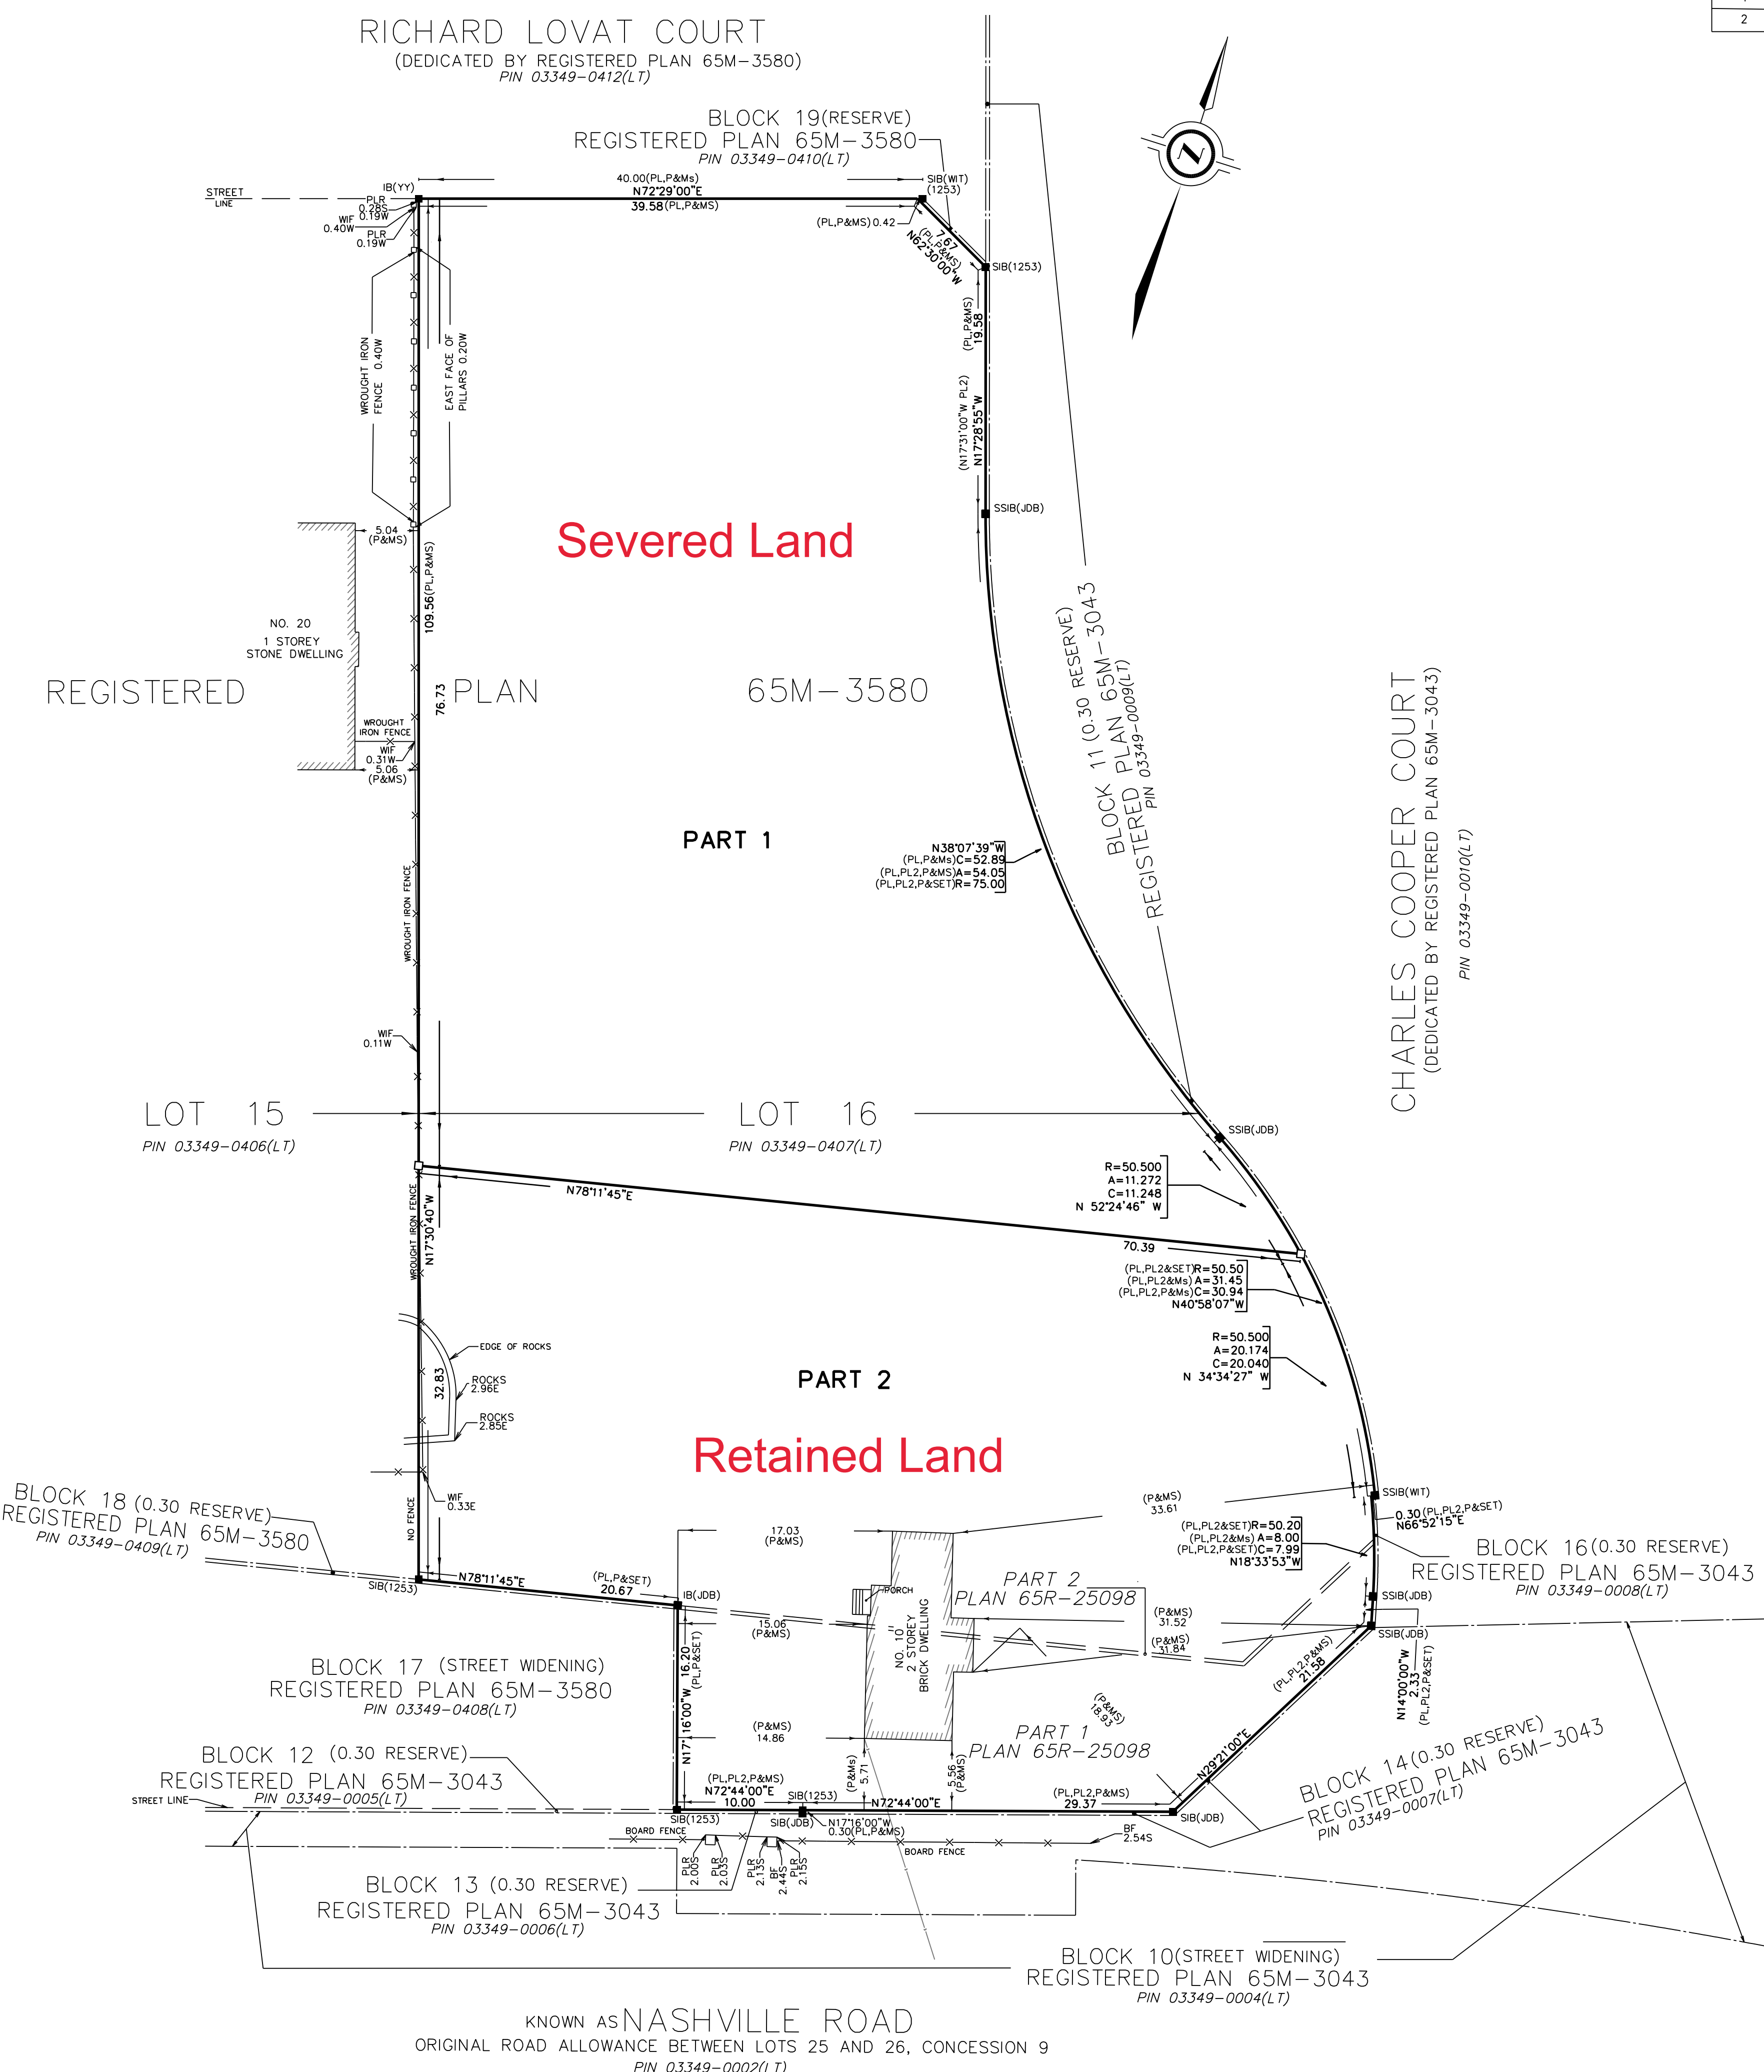 2
RICHARD LOVAT COURT
(DEDICATED BY REGISTERED PLAN 65M-3580)
PIN 03349-0412(LT)
BLOCK 19(RESERVE)
REGISTERED PLAN 65M-3580
PIN 03349-0410(LT)
STREET
LINE
IB(YY)
PLR
0.28S
0.19W
WIF
0.40W
PLR
0.19W
40.00(PL,P&Ms)
N72°29'00"E
39.58(PL,P&MS)
SIB(WIT)
(1253)
(PL,P&MS)0.42
7.67
(PL,P&MS)
N62°30'00"W
SIB(1253)
Z
(PL,P&MS)
19.58
(N17°31'00"W PL2)
N17°28'55"W
SSIB(JDB)
WROUGHT IRON
FENCE 0.40W
EAST FACE OF
PILLARS 0.20W
5.04
(P&MS)
Severed Land
109.56(PL,P&MS)
NO. 20
1 STOREY
STONE DWELLING
REGISTERED PLAN 65M-3580
76.73
WROUGHT
IRON FENCE
WIF
0.31W
5.06
(P&MS)
BLOCK 11 (0.30 RESERVE)
REGISTERED PLAN 65M-3043
PIN 03349-0009(LT)
CHARLES COOPER COURT
(DEDICATED BY REGISTERED PLAN 65M-3043)
PIN 03349-0010(LT)
PART 1
N38°07'39"W
(PL,P&Ms)C=52.89
(PL,PL2,P&MS)A=54.05
(PL,PL2,P&SET)R=75.00
WROUGHT IRON FENCE
WIF
0.11W
LOT 15
PIN 03349-0406(LT)
LOT 16
PIN 03349-0407(LT)
SSIB(JDB)
R=50.500
A=11.272
C=11.248
N 52°24'46" W
N78°11'45"E
70.39
WROUGHT IRON FENCE
N17°30'40"W
(PL,PL2&SET)R=50.50
(PL,PL2&Ms)A=31.45
(PL,PL2,P&Ms)C=30.94
N40°58'07"W
R=50.500
A=20.174
C=20.040
N 34°34'27" W
EDGE OF ROCKS
32.83
ROCKS
2.96E
ROCKS
2.85E
PART 2
Retained Land
BLOCK 18 (0.30 RESERVE)
REGISTERED PLAN 65M-3580
PIN 03349-0409(LT)
NO FENCE
WIF
0.33E
SSIB(WIT)
0.30(PL,PL2,P&SET)
N66°52'15"E
(P&MS)
33.61
17.03
(P&MS)
(PL,PL2&SET)R=50.20
(PL,PL2&Ms)A=8.00
(PL,PL2,P&SET)C=7.99
N18°33'53"W
BLOCK 16(0.30 RESERVE)
REGISTERED PLAN 65M-3043
PIN 03349-0008(LT)
SIB(1253)
N78°11'45"E
(PL,P&SET)
20.67
IB(JDB)
PORCH
PART 2
PLAN 65R-25098
SSIB(JDB)
NO. 10
2 STOREY
BRICK DWELLING
15.06
(P&MS)
(P&MS)
31.52
(P&MS)
31.84
SSIB(JDB)
N17°16'00"W 16.20
(PL,P&SET)
(PL,PL2,P&MS)
21.58
N14°00'00"W
2.33
(PL,PL2,P&SET)
BLOCK 17 (STREET WIDENING)
REGISTERED PLAN 65M-3580
PIN 03349-0408(LT)
(P&MS)
14.86
(P&MS)
18.93
PART 1
PLAN 65R-25098
N29°21'00"E
BLOCK 14(0.30 RESERVE)
REGISTERED PLAN 65M-3043
PIN 03349-0007(LT)
BLOCK 12 (0.30 RESERVE)
REGISTERED PLAN 65M-3043
PIN 03349-0005(LT)
STREET LINE
(P&Ms)
5.71
5.56
(P&MS)
(PL,PL2,P&MS)
N72°44'00"E
10.00
SIB(1253)
N72°44'00"E
(PL,PL2,P&MS)
29.37
SIB(1253)
SIB(JDB)
N17°16'00"W
0.30(PL,P&MS)
SIB(JDB)
BF
2.54S
BOARD FENCE
BOARD FENCE
PLR
2.00S
PLR
2.03S
PLR
2.13S
BF
2.44S
PLR
2.15S
BLOCK 13 (0.30 RESERVE)
REGISTERED PLAN 65M-3043
PIN 03349-0006(LT)
BLOCK 10(STREET WIDENING)
REGISTERED PLAN 65M-3043
PIN 03349-0004(LT)
KNOWN AS NASHVILLE ROAD
ORIGINAL ROAD ALLOWANCE BETWEEN LOTS 25 AND 26, CONCESSION 9
PIN 03349-0002(LT)